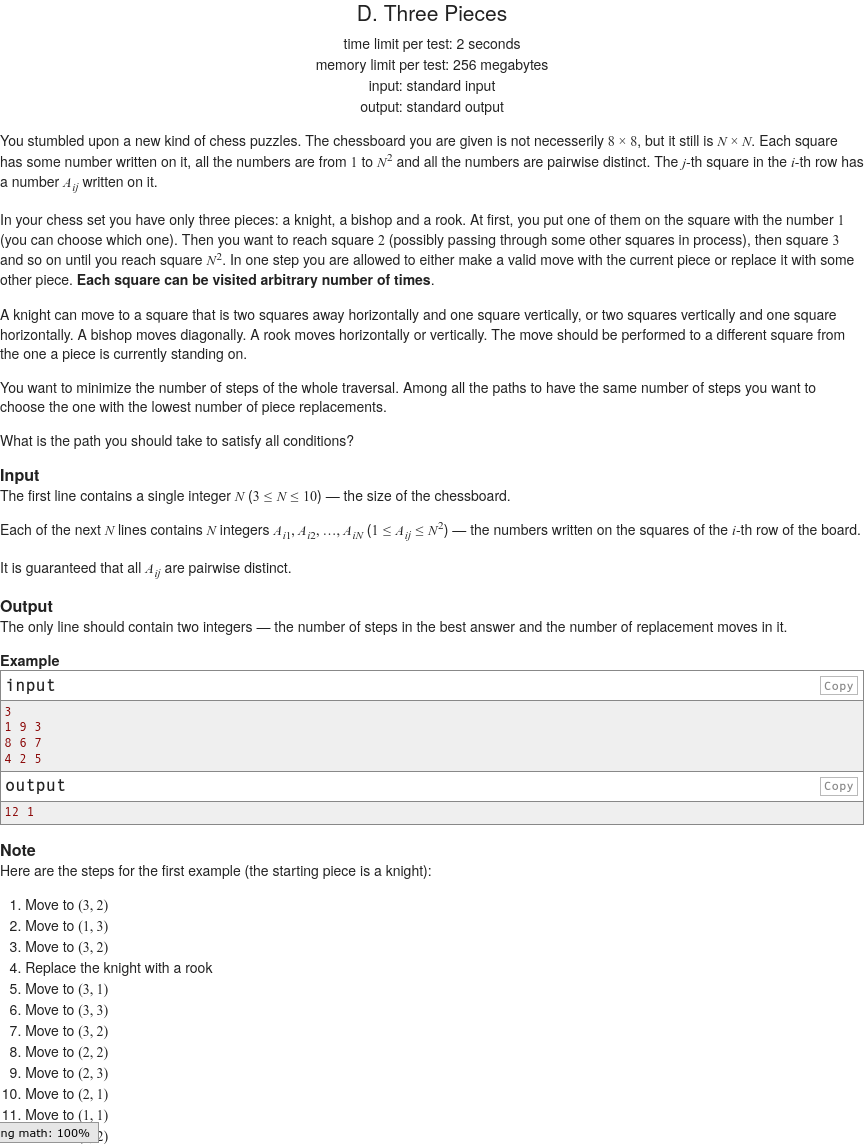 D. Three Pieces
time limit per test: 2 seconds
memory limit per test: 256 megabytes
input: standard input
output: standard output
You stumbled upon a new kind of chess puzzles. The chessboard you are given is not necesserily 8 × 8, but it still is N × N. Each square
has some number written on it, all the numbers are from 1 to N² and all the numbers are pairwise distinct. The j-th square in the i-th row has
a number A_{ij} written on it.
In your chess set you have only three pieces: a knight, a bishop and a rook. At first, you put one of them on the square with the number 1
(you can choose which one). Then you want to reach square 2 (possibly passing through some other squares in process), then square 3
and so on until you reach square N². In one step you are allowed to either make a valid move with the current piece or replace it with some
other piece. Each square can be visited arbitrary number of times.
A knight can move to a square that is two squares away horizontally and one square vertically, or two squares vertically and one square
horizontally. A bishop moves diagonally. A rook moves horizontally or vertically. The move should be performed to a different square from
the one a piece is currently standing on.
You want to minimize the number of steps of the whole traversal. Among all the paths to have the same number of steps you want to
choose the one with the lowest number of piece replacements.
What is the path you should take to satisfy all conditions?
Input
The first line contains a single integer N (3 ≤ N ≤ 10) — the size of the chessboard.
Each of the next N lines contains N integers A_{i1}, A_{i2}, …, A_{iN} (1 ≤ A_{ij} ≤ N²) — the numbers written on the squares of the i-th row of the board.
It is guaranteed that all A_{ij} are pairwise distinct.
Output
The only line should contain two integers — the number of steps in the best answer and the number of replacement moves in it.
Example
input Copy
3
1 9 3
8 6 7
4 2 5
output Copy
12 1
Note
Here are the steps for the first example (the starting piece is a knight):
1. Move to (3, 2)
2. Move to (1, 3)
3. Move to (3, 2)
4. Replace the knight with a rook
5. Move to (3, 1)
6. Move to (3, 3)
7. Move to (3, 2)
8. Move to (2, 2)
9. Move to (2, 3)
10. Move to (2, 1)
11. Move to (1, 1)
ng math: 100% 2)